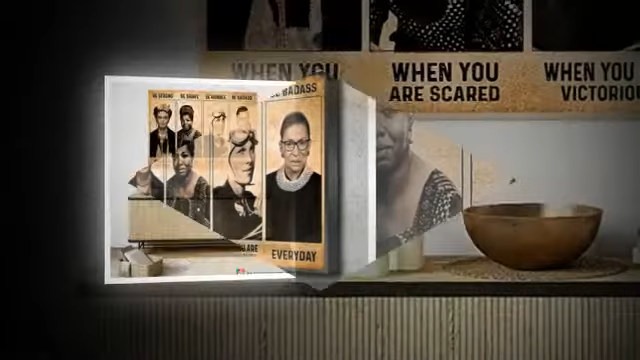 WHEN YOU
WHEN YOU
ARE SCARED
WHEN YOU
BE STRONG
BE BRAVE
BE HUMBLE
BE BADASS
BE BADASS
EVERYDAY